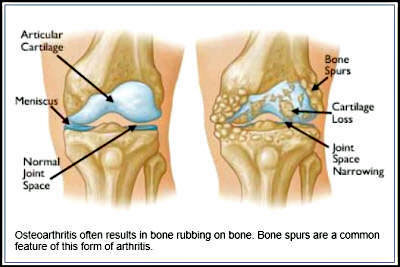 Articular
Cartilage
Meniscus
Normal
Joint
Space
Bone
Spurs
Cartilage
Loss
Joint
Space
Narrowing
Osteoarthritis often results in bone rubbing on bone. Bone spurs are a common
feature of this form of arthritis.